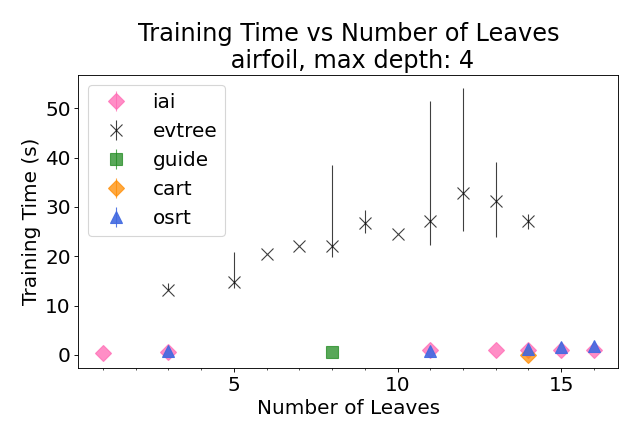 Training Time vs Number of Leaves
airfoil, max depth: 4
iai
evtree
guide
cart
osrt
50
40
30
20
10
0
Training Time (s)
5
10
15
Number of Leaves